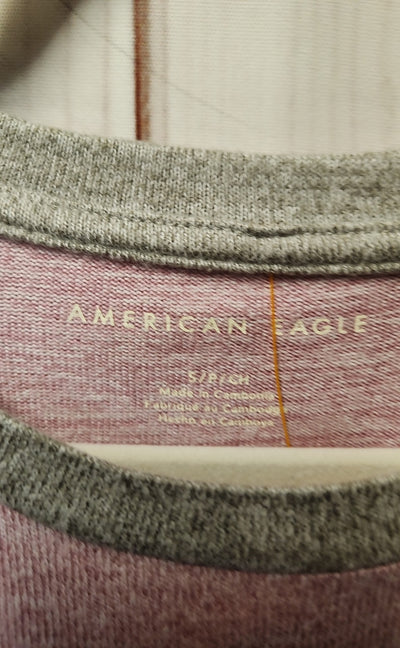 AMERICAN EAGLE
S/P/CH
Made in Cambodia
Fabriqué au Cambodge
Hecho en Camboya